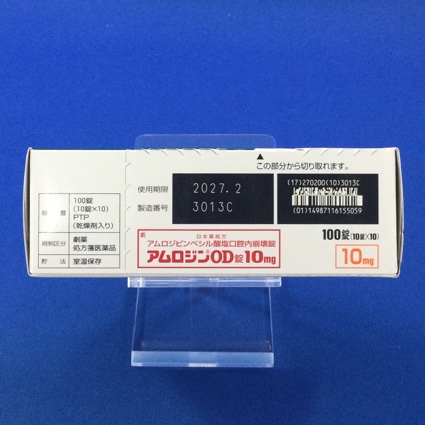 ▲
この部分から切り取れます。
容量
100錠
(10錠×10)
PTP
(乾燥剤入り)
規制区分
劇薬
処方箋医薬品
貯法
室温保存
使用期限 2027.2
製造番号 3013C
(17)270200(10)3013C
(01)14987116155059
劇
日本薬局方
アムロジピンベシル酸塩口腔内崩壊錠
アムロジンOD錠10mg
100錠(10錠×10)
10mg